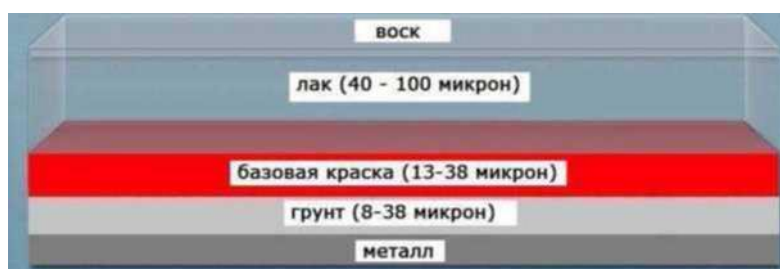 воск
лак (40 - 100 микрон)
базовая краска (13-38 микрон)
грунт (8-38 микрон)
металл